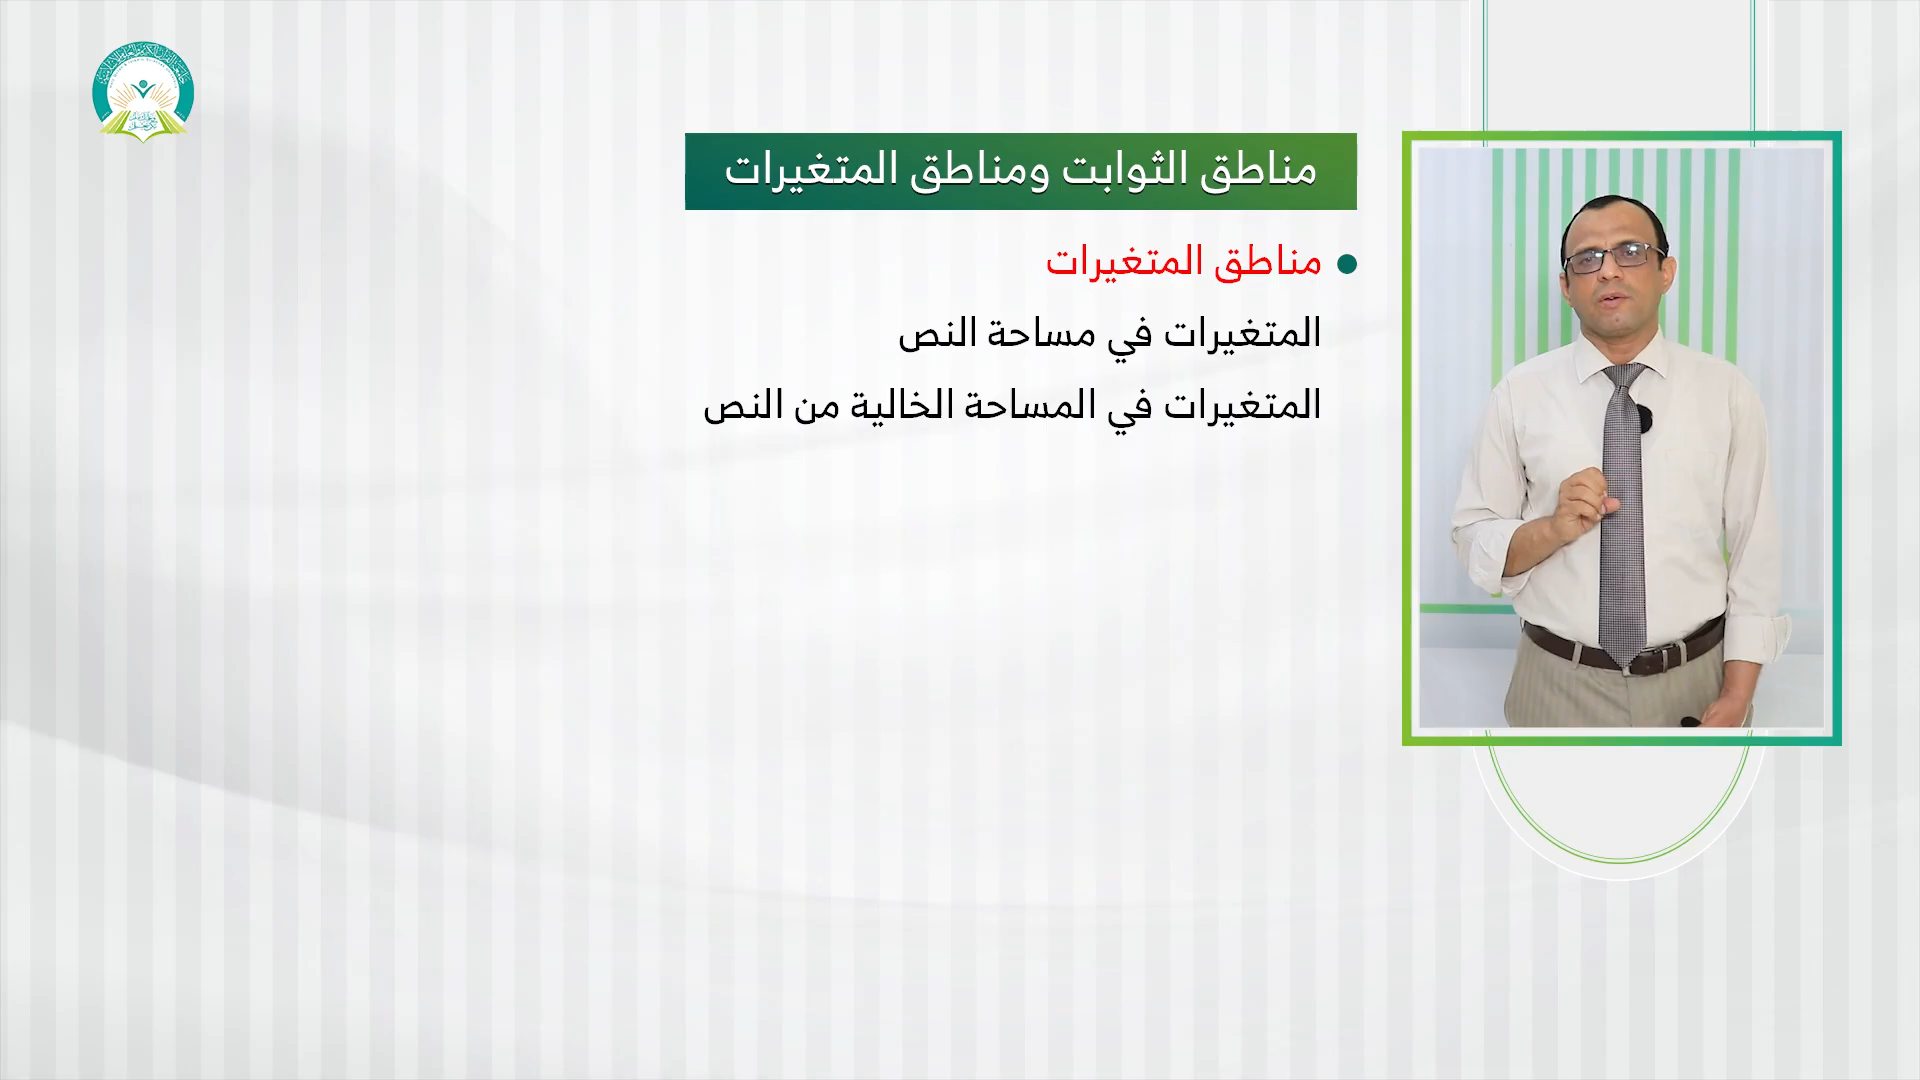 مناطق الثوابت ومناطق المتغيرات
مناطق المتغيرات
المتغيرات في مساحة النص
المتغيرات في المساحة الخالية من النص